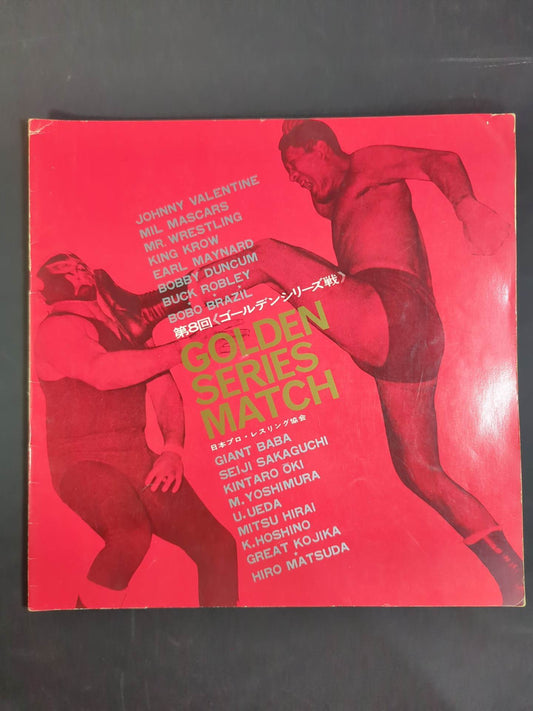 JOHNNY VALENTINE
MIL MASCARS
MR. WRESTLING
KING KROW
EARL MAYNARD
BOBBY DUNCUM
BUCK ROBLEY
BOBO BRAZIL
第8回《ゴールデンシリーズ戦》
GOLDEN
SERIES
MATCH
日本プロ・レスリング協会
GIANT BABA
SEIJI SAKAGUCHI
KINTARO ŌKI
M. YOSHIMURA
U. UEDA
MITSU HIRAI
K. HOSHINO
GREAT KOJIKA
HIRO MATSUDA